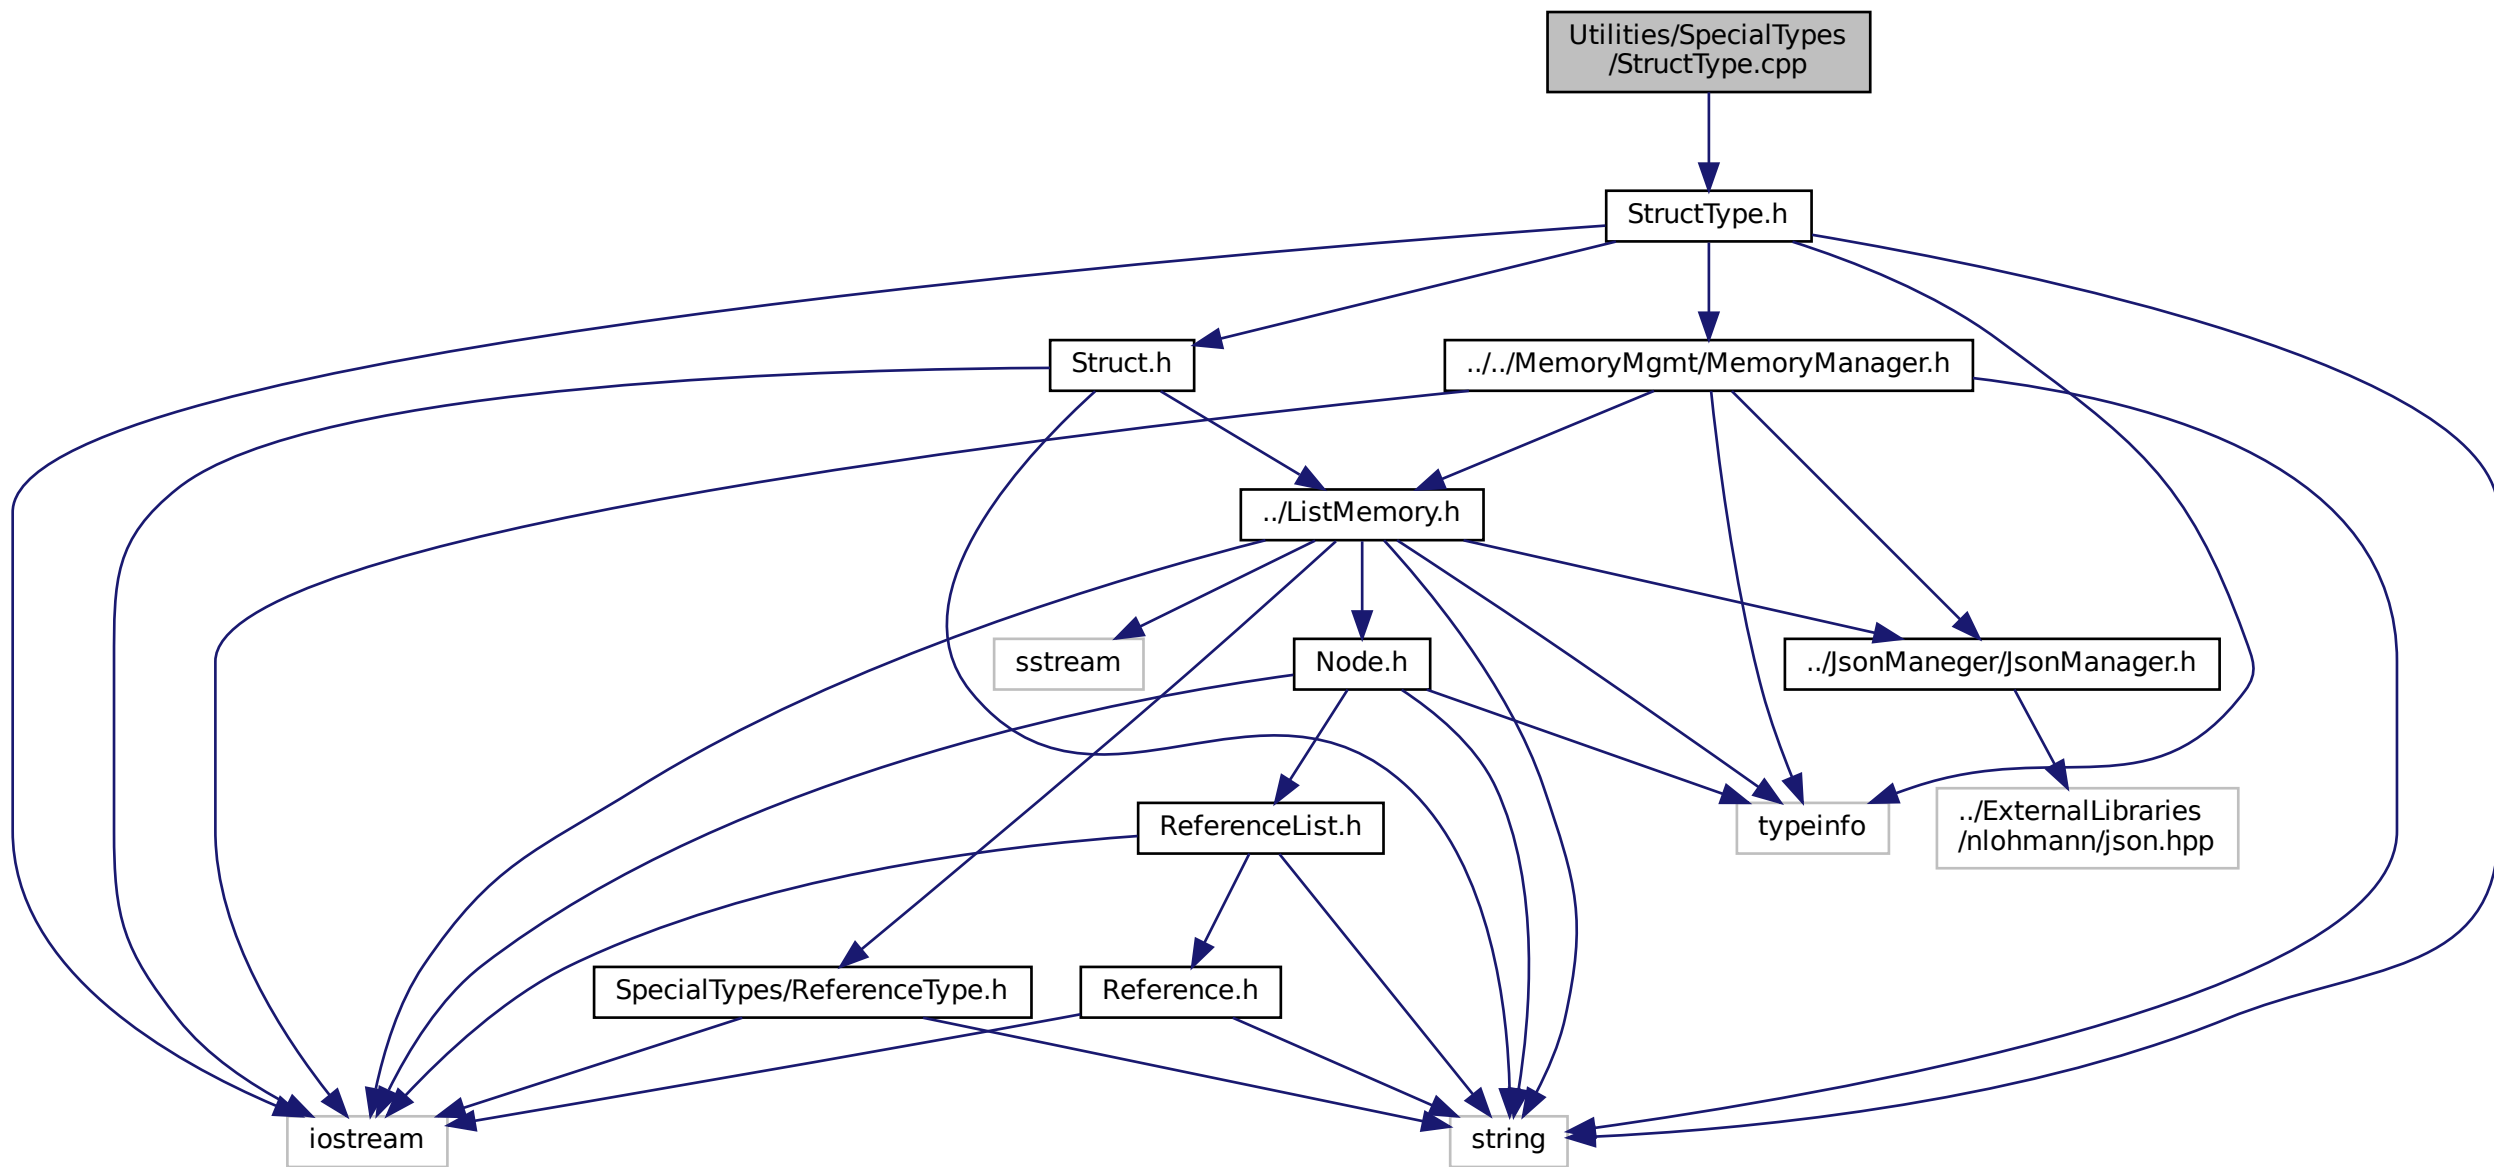 Utilities/SpecialTypes
/StructType.cpp
StructType.h
Struct.h
../../MemoryMgmt/MemoryManager.h
../ListMemory.h
sstream
Node.h
../JsonManeger/JsonManager.h
ReferenceList.h
typeinfo
../ExternalLibraries
/nlohmann/json.hpp
SpecialTypes/ReferenceType.h
Reference.h
iostream
string